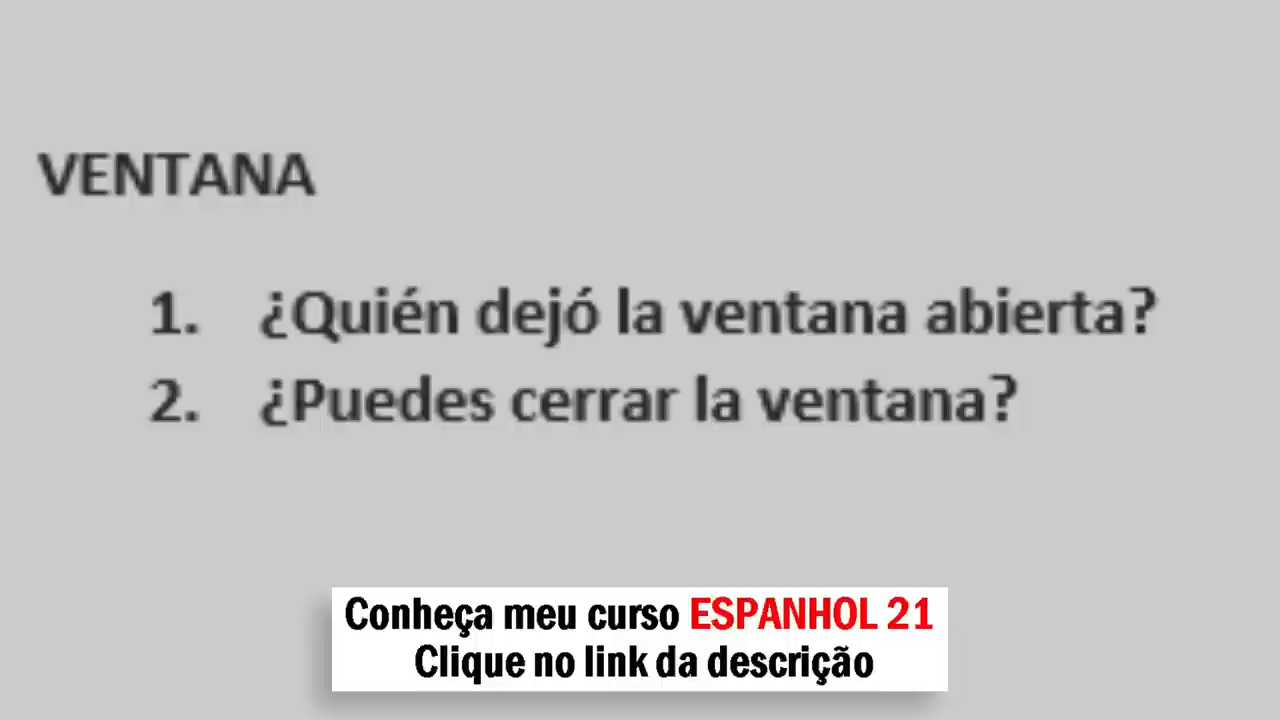 VENTANA
1. ¿Quién dejó la ventana abierta?
2. ¿Puedes cerrar la ventana?
Conheça meu curso ESPANHOL 21
Clique no link da descrição